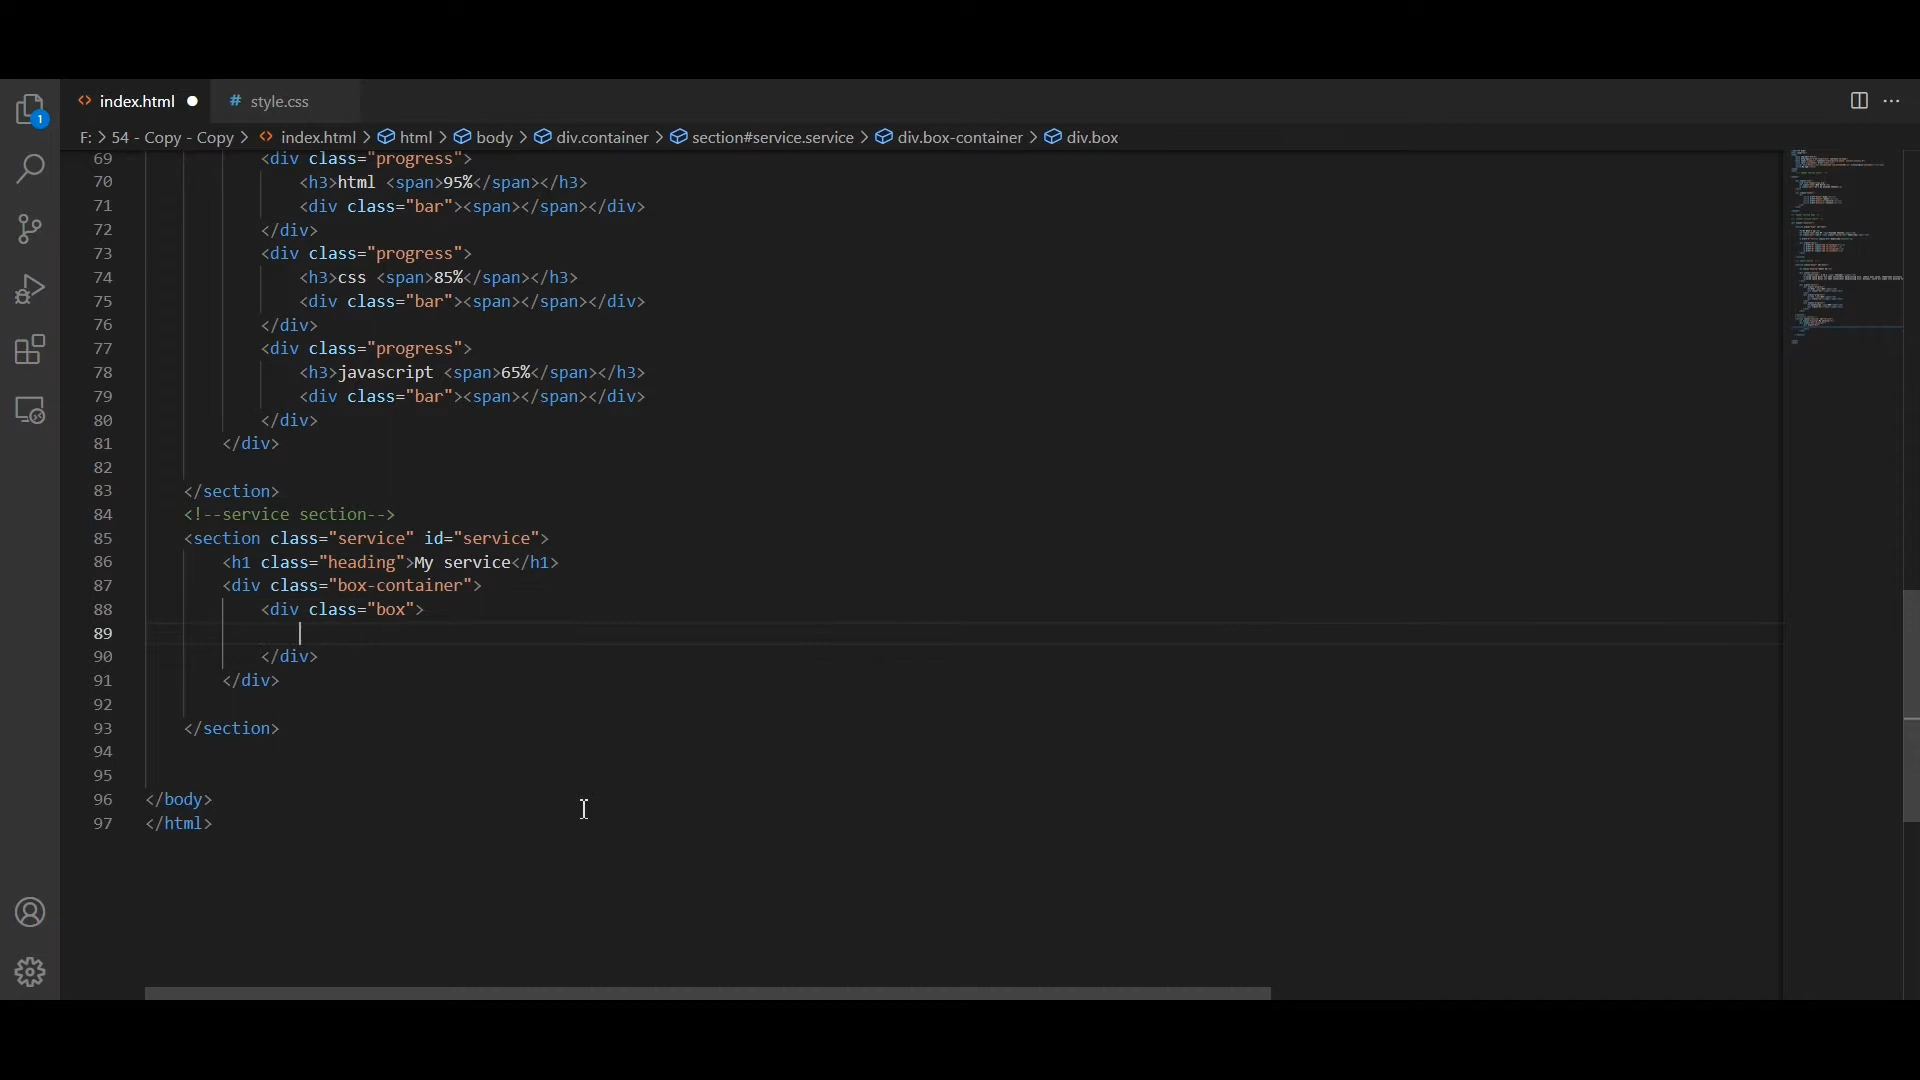 1
index.html
# style.css
F: > 54 - Copy - Copy > index.html > html > body > div.container > section#service.service > div.box-container > div.box
69 <div class="progress">
70 <h3>html <span>95%</span></h3>
71 <div class="bar"><span></span></div>
72 </div>
73 <div class="progress">
74 <h3>css <span>85%</span></h3>
75 <div class="bar"><span></span></div>
76 </div>
77 <div class="progress">
78 <h3>javascript <span>65%</span></h3>
79 <div class="bar"><span></span></div>
80 </div>
81 </div>
82
83 </section>
84 <!--service section-->
85 <section class="service" id="service">
86 <h1 class="heading">My service</h1>
87 <div class="box-container">
88 <div class="box">
89
90 </div>
91 </div>
92
93 </section>
94
95
96 </body>
97 </html>